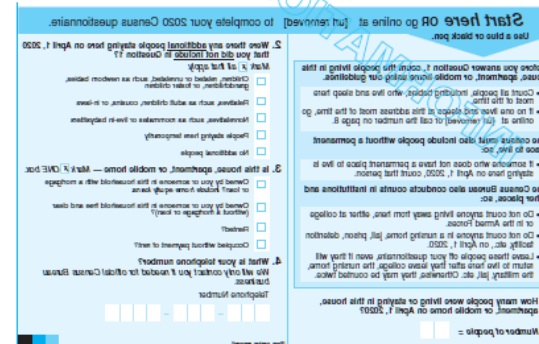 Start here OR go online at [url removed] to complete your 2020 Census questionnaire.
Use a blue or black pen.
fore you answer Question 1, count the people living in this
use, apartment, or mobile home using our guidelines.
• Count all people, including babies, who live and sleep here
most of the time.
• If no one lives and sleeps at this address most of the time, go
online at [url removed] or call the number on page 8.
e census must also include people without a permanent
ace to live, so:
• If someone who does not have a permanent place to live is
staying here on April 1, 2020, count that person.
e Census Bureau also conducts counts in institutions and
her places, so:
• Do not count anyone living away from here, either at college
or in the Armed Forces.
• Do not count anyone in a nursing home, jail, prison, detention
facility, etc., on April 1, 2020.
• Leave these people off your questionnaire, even if they will
return to live here after they leave college, the nursing home,
the military, jail, etc. Otherwise, they may be counted twice.
How many people were living or staying in this house,
apartment, or mobile home on April 1, 2020?
Number of people =
2. Were there any additional people staying here on April 1, 2020
that you did not include in Question 1?
Mark x all that apply
Children, related or unrelated, such as newborn babies,
grandchildren, or foster children
Relatives, such as adult children, cousins, or in-laws
Nonrelatives, such as roommates or live-in babysitters
People staying here temporarily
No additional people
3. Is this house, apartment, or mobile home — Mark x ONE box.
Owned by you or someone in this household with a mortgage
or loan? Include home equity loans.
Owned by you or someone in this household free and clear
(without a mortgage or loan)?
Rented?
Occupied without payment of rent?
4. What is your telephone number?
We will only contact you if needed for official Census Bureau
business.
Telephone Number